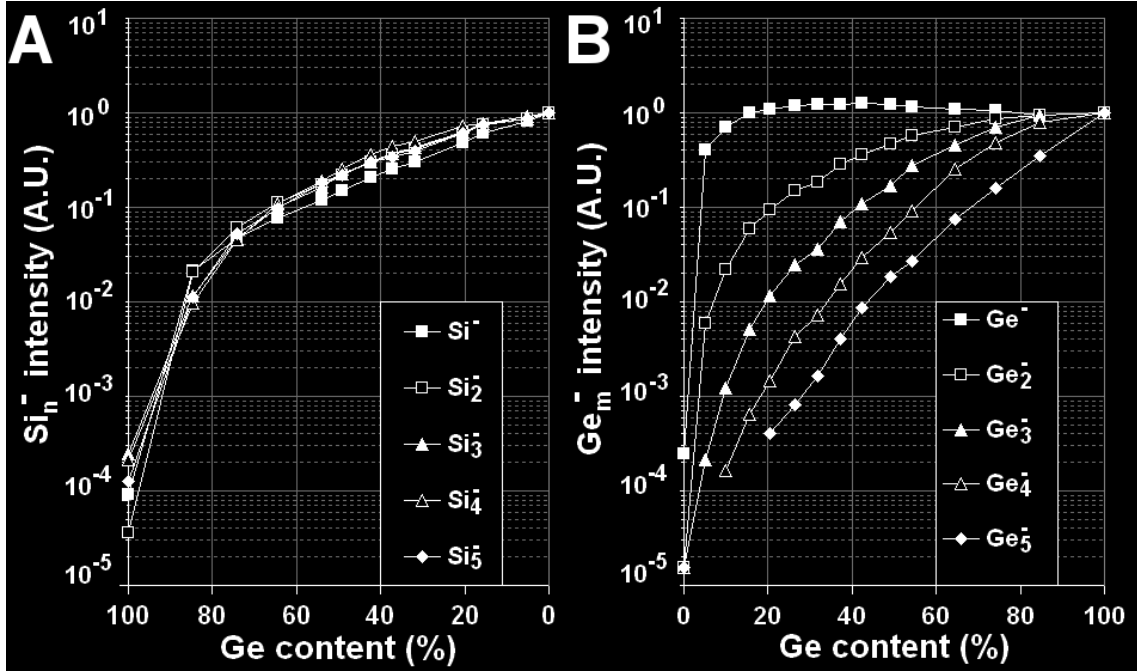 A
B
10¹
10⁰
10⁻¹
10⁻²
10⁻³
10⁻⁴
10⁻⁵
Siₙ⁻ intensity (A.U.)
Si⁻
Si₂⁻
Si₃⁻
Si₄⁻
Si₅⁻
100 80 60 40 20 0
Ge content (%)
10¹
10⁰
10⁻¹
10⁻²
10⁻³
10⁻⁴
10⁻⁵
Geₘ⁻ intensity (A.U.)
Ge⁻
Ge₂⁻
Ge₃⁻
Ge₄⁻
Ge₅⁻
0 20 40 60 80 100
Ge content (%)